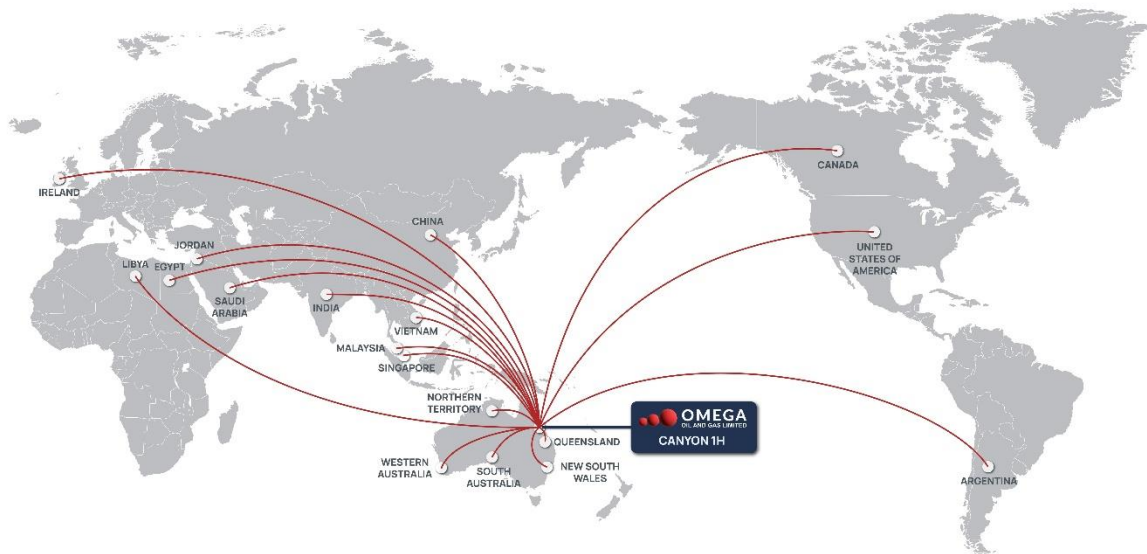 CANADA
IRELAND
CHINA
UNITED
STATES OF
AMERICA
JORDAN
LIBYA
EGYPT
SAUDI
ARABIA
INDIA
VIETNAM
MALAYSIA
SINGAPORE
NORTHERN
TERRITORY
OMEGA
OIL AND GAS LIMITED
CANYON 1H
QUEENSLAND
WESTERN
AUSTRALIA
SOUTH
AUSTRALIA
NEW SOUTH
WALES
ARGENTINA